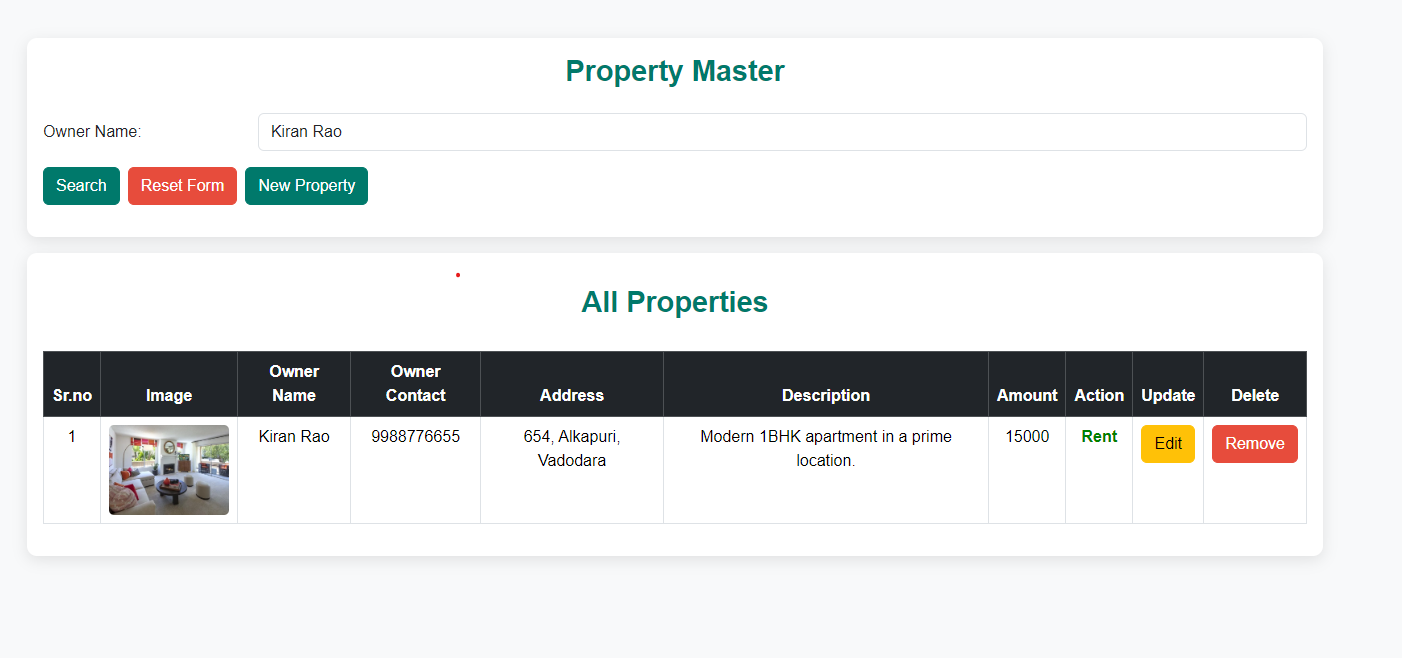 Property Master
Owner Name:
Kiran Rao
Search
Reset Form
New Property
All Properties
Sr.no
Image
Owner
Name
Owner
Contact
Address
Description
Amount
Action
Update
Delete
1
Kiran Rao
9988776655
654, Alkapuri,
Vadodara
Modern 1BHK apartment in a prime
location.
15000
Rent
Edit
Remove